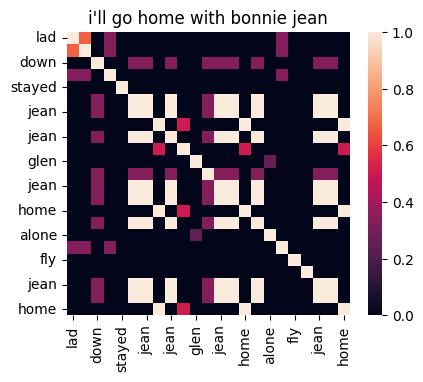 i'll go home with bonnie jean
lad
down
stayed
jean
jean
glen
jean
home
alone
fly
jean
home
1.0
0.8
0.6
0.4
0.2
0.0
lad
down
stayed
jean
jean
glen
jean
home
alone
fly
jean
home